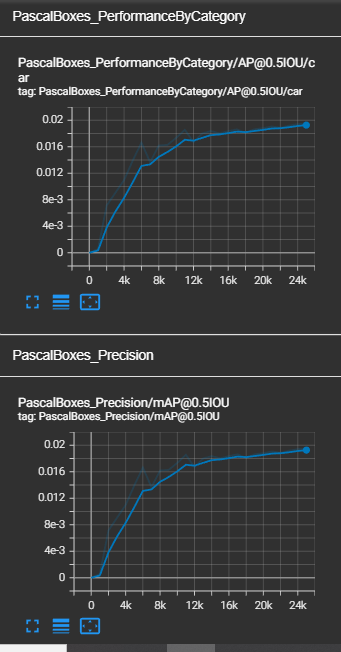 PascalBoxes_PerformanceByCategory
PascalBoxes_PerformanceByCategory/AP@0.5IOU/c
ar
tag: PascalBoxes_PerformanceByCategory/AP@0.5IOU/car
0.02
0.016
0.012
8e-3
4e-3
0
0 4k 8k 12k 16k 20k 24k
PascalBoxes_Precision
PascalBoxes_Precision/mAP@0.5IOU
tag: PascalBoxes_Precision/mAP@0.5IOU
0.02
0.016
0.012
8e-3
4e-3
0
0 4k 8k 12k 16k 20k 24k